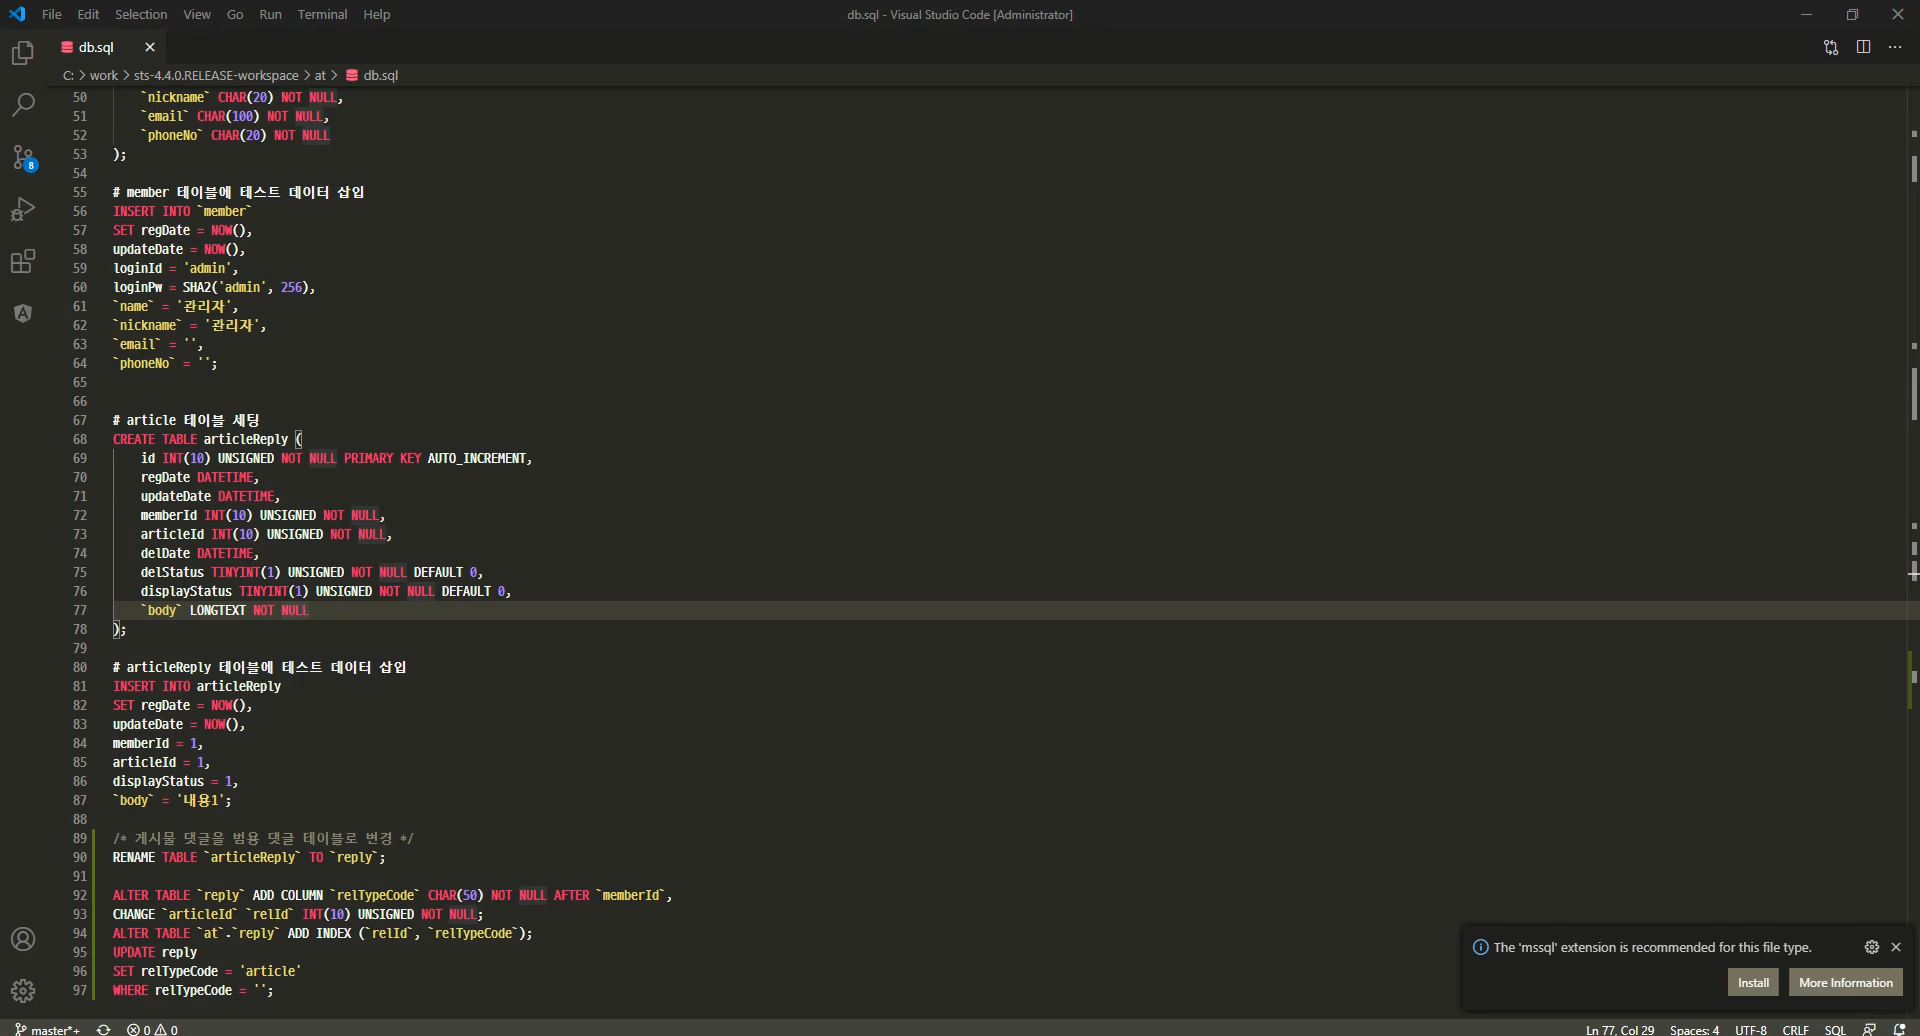 File Edit Selection View Go Run Terminal Help
db.sql - Visual Studio Code [Administrator]
db.sql
C: > work > sts-4.4.0.RELEASE-workspace > at > db.sql
50 `nickname` CHAR(20) NOT NULL,
51 `email` CHAR(100) NOT NULL,
52 `phoneNo` CHAR(20) NOT NULL
53 );
54
55 # member 테이블에 테스트 데이터 삽입
56 INSERT INTO `member`
57 SET regDate = NOW(),
58 updateDate = NOW(),
59 loginId = 'admin',
60 loginPw = SHA2('admin', 256),
61 `name` = '관리자',
62 `nickname` = '관리자',
63 `email` = '',
64 `phoneNo` = '';
65
66
67 # article 테이블 세팅
68 CREATE TABLE articleReply (
69 id INT(10) UNSIGNED NOT NULL PRIMARY KEY AUTO_INCREMENT,
70 regDate DATETIME,
71 updateDate DATETIME,
72 memberId INT(10) UNSIGNED NOT NULL,
73 articleId INT(10) UNSIGNED NOT NULL,
74 delDate DATETIME,
75 delStatus TINYINT(1) UNSIGNED NOT NULL DEFAULT 0,
76 displayStatus TINYINT(1) UNSIGNED NOT NULL DEFAULT 0,
77 `body` LONGTEXT NOT NULL
78 );
79
80 # articleReply 테이블에 테스트 데이터 삽입
81 INSERT INTO articleReply
82 SET regDate = NOW(),
83 updateDate = NOW(),
84 memberId = 1,
85 articleId = 1,
86 displayStatus = 1,
87 `body` = '내용1';
88
89 /* 게시물 댓글을 범용 댓글 테이블로 변경 */
90 RENAME TABLE `articleReply` TO `reply`;
91
92 ALTER TABLE `reply` ADD COLUMN `relTypeCode` CHAR(50) NOT NULL AFTER `memberId`,
93 CHANGE `articleId` `relId` INT(10) UNSIGNED NOT NULL;
94 ALTER TABLE `at`.`reply` ADD INDEX (`relId`, `relTypeCode`);
95 UPDATE reply
96 SET relTypeCode = 'article'
97 WHERE relTypeCode = '';
8
The 'mssql' extension is recommended for this file type.
Install More Information
master*+ 0 0 Ln 77, Col 29 Spaces: 4 UTF-8 CRLF SQL